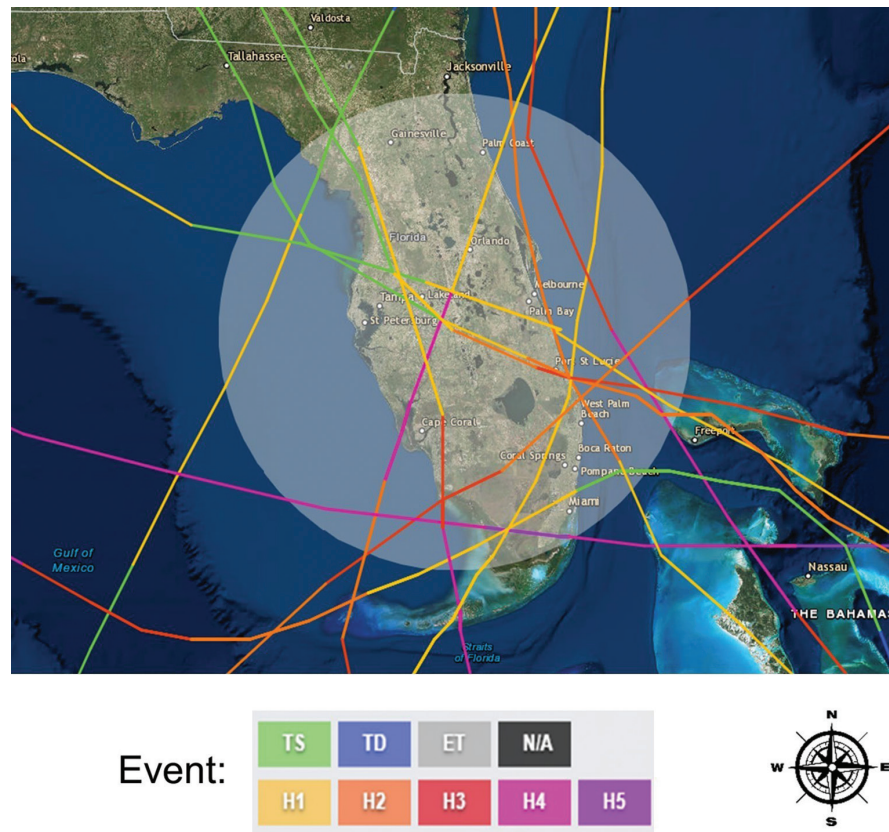 Valdosta
Tallahassee
ola
Jacksonville
Gainesville
Palm Coast
Florida
Orlando
Melbourne
Tampa
Lakeland
Palm Bay
St Petersburg
Port St Lucie
West Palm
Beach
Cape Coral
Freeport
Boca Raton
Coral Springs
Pompano Beach
Miami
Gulf of
Mexico
Nassau
THE BAHAMAS
Straits
of Florida
Event:
TS TD ET N/A
H1 H2 H3 H4 H5
N
W E
S